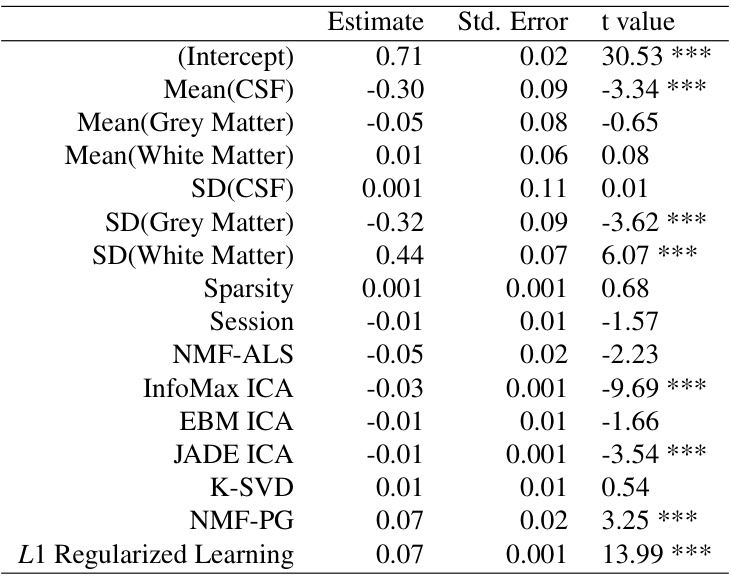 Estimate Std. Error t value
(Intercept) 0.71 0.02 30.53 ***
Mean(CSF) -0.30 0.09 -3.34 ***
Mean(Grey Matter) -0.05 0.08 -0.65
Mean(White Matter) 0.01 0.06 0.08
SD(CSF) 0.001 0.11 0.01
SD(Grey Matter) -0.32 0.09 -3.62 ***
SD(White Matter) 0.44 0.07 6.07 ***
Sparsity 0.001 0.001 0.68
Session -0.01 0.01 -1.57
NMF-ALS -0.05 0.02 -2.23
InfoMax ICA -0.03 0.001 -9.69 ***
EBM ICA -0.01 0.01 -1.66
JADE ICA -0.01 0.001 -3.54 ***
K-SVD 0.01 0.01 0.54
NMF-PG 0.07 0.02 3.25 ***
L1 Regularized Learning 0.07 0.001 13.99 ***